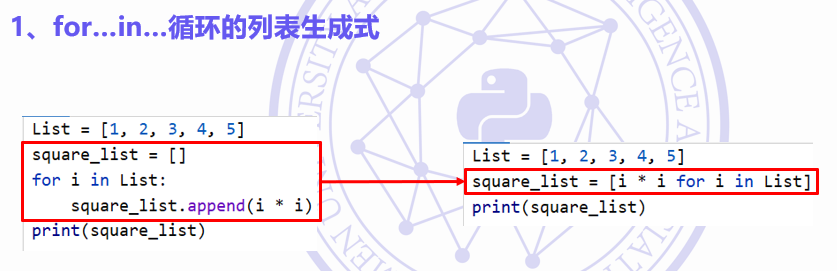 1、for...in...循环的列表生成式
List = [1, 2, 3, 4, 5]
square_list = []
for i in List:
    square_list.append(i * i)
print(square_list)
List = [1, 2, 3, 4, 5]
square_list = [i * i for i in List]
print(square_list)